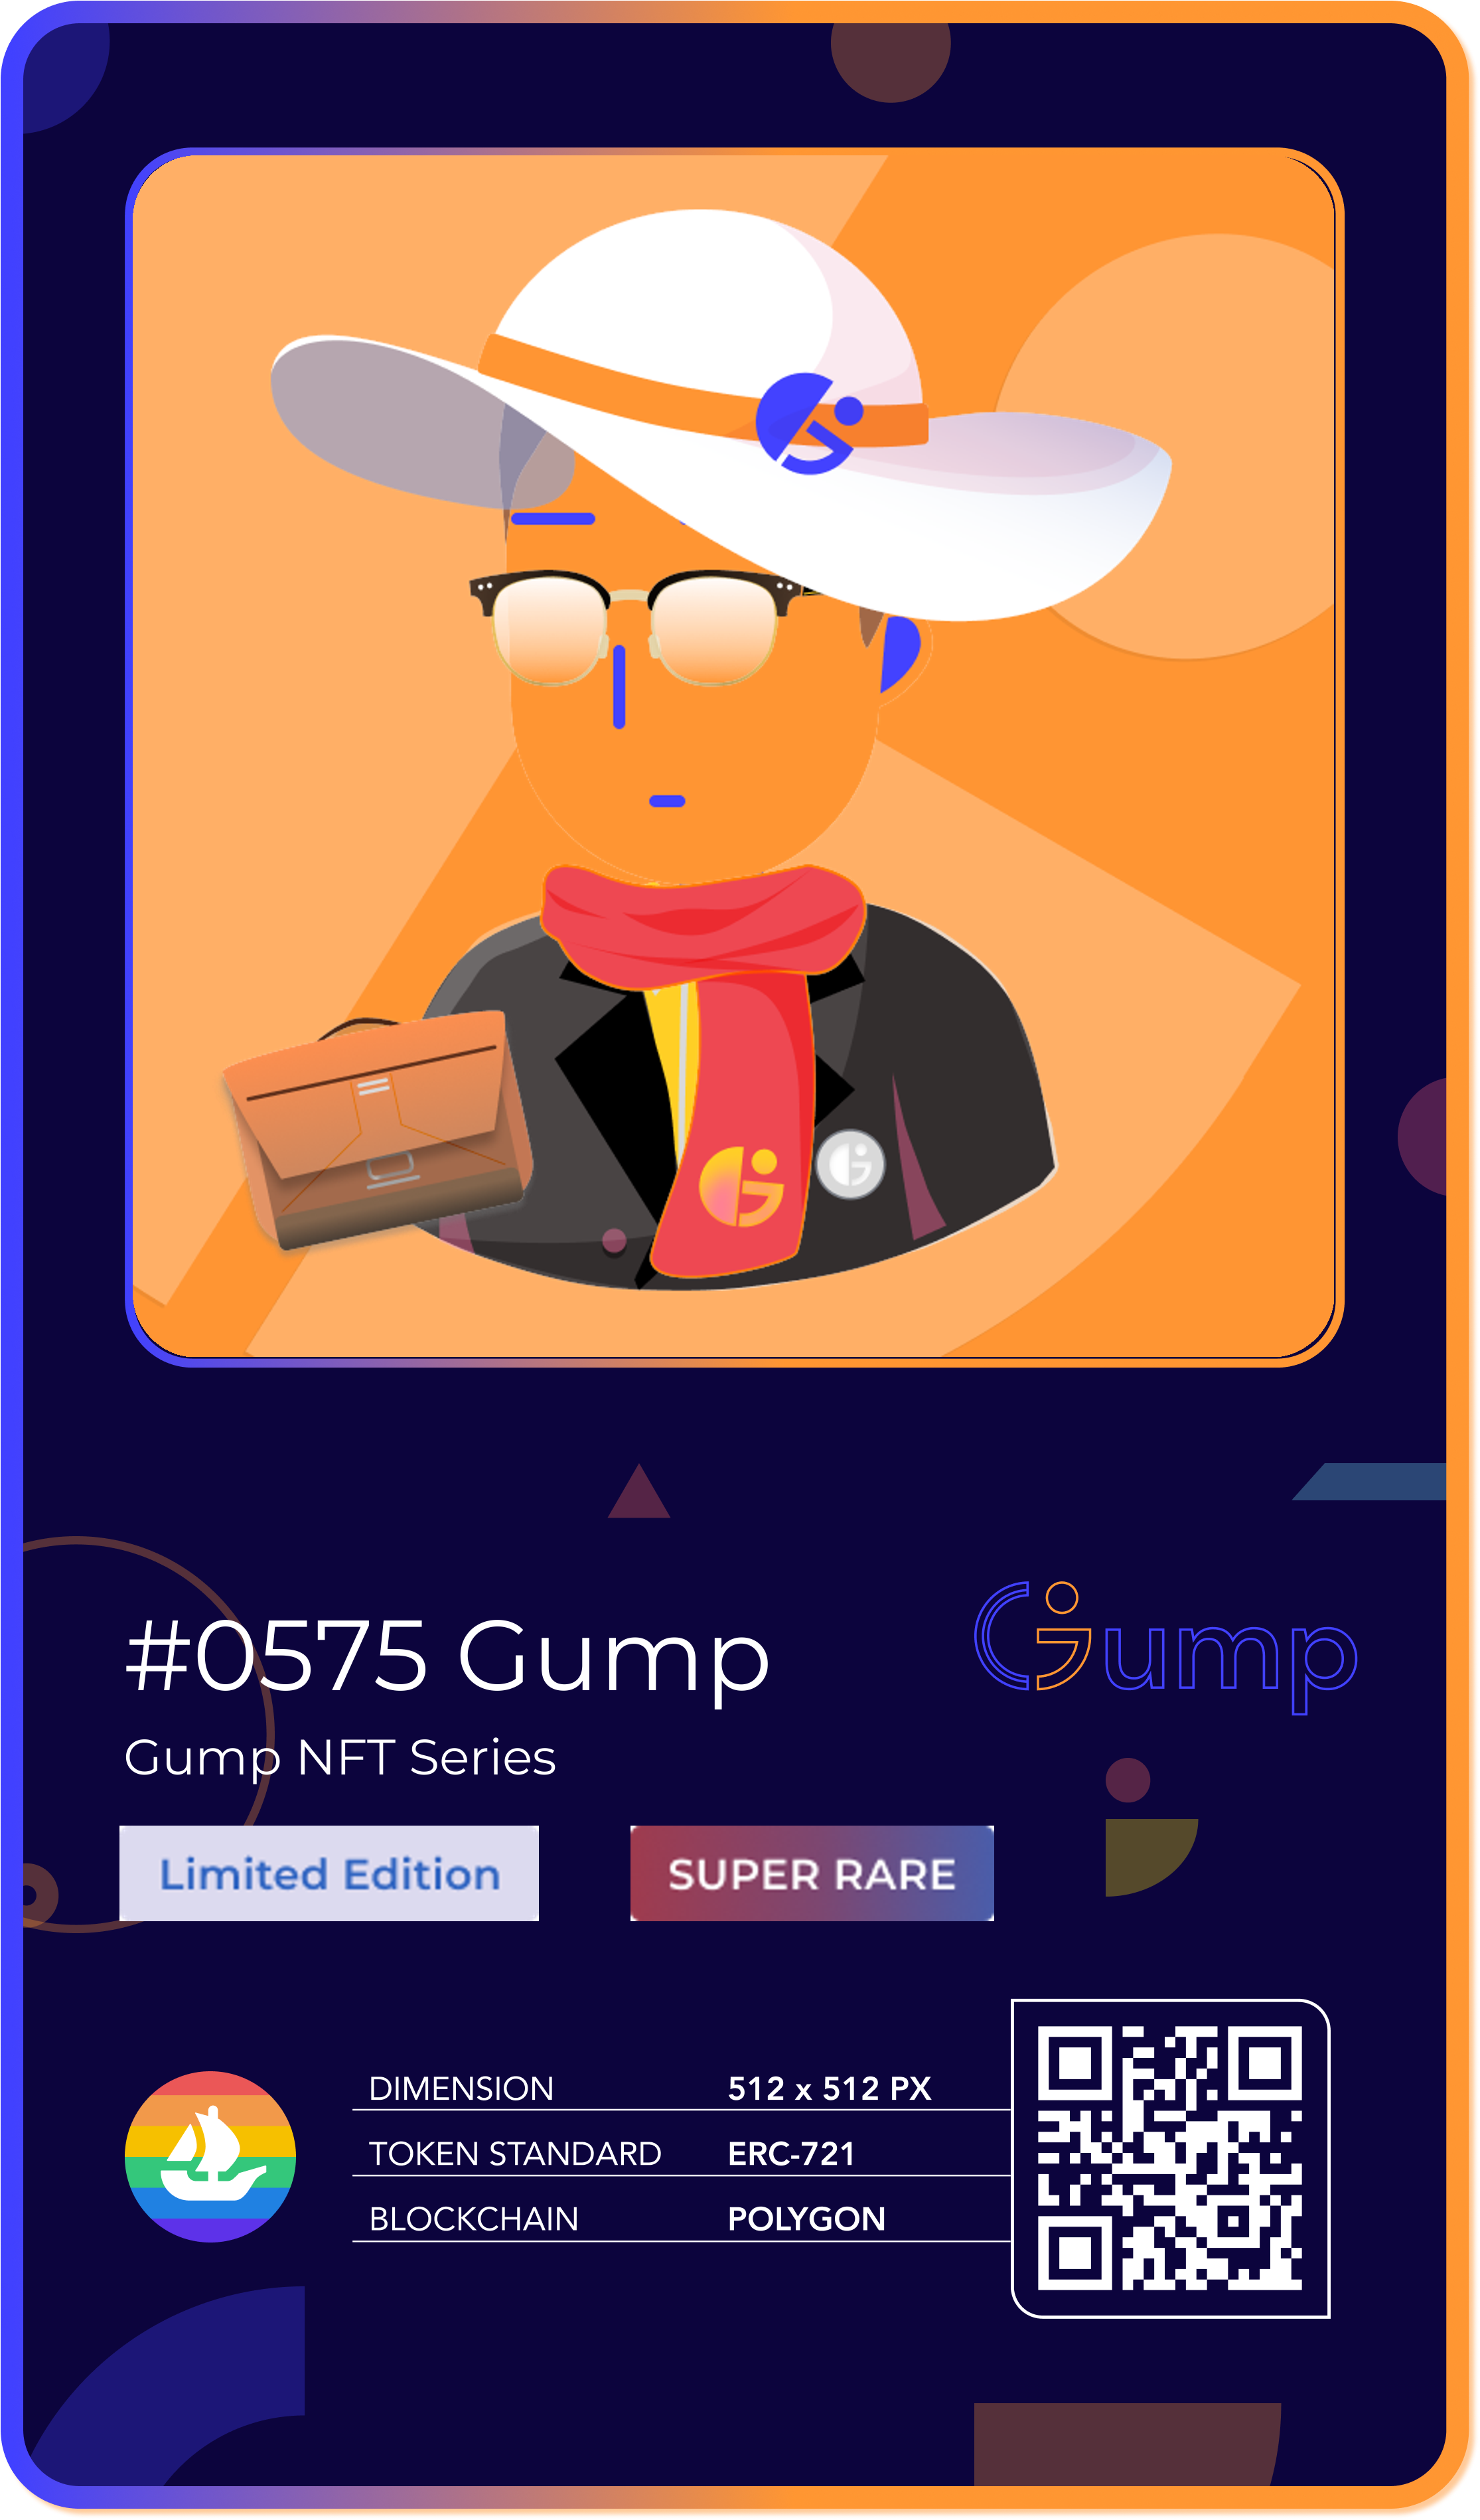 #0575 Gump
Gump
Gump NFT Series
Limited Edition
SUPER RARE
DIMENSION 512 x 512 PX
TOKEN STANDARD ERC-721
BLOCKCHAIN POLYGON